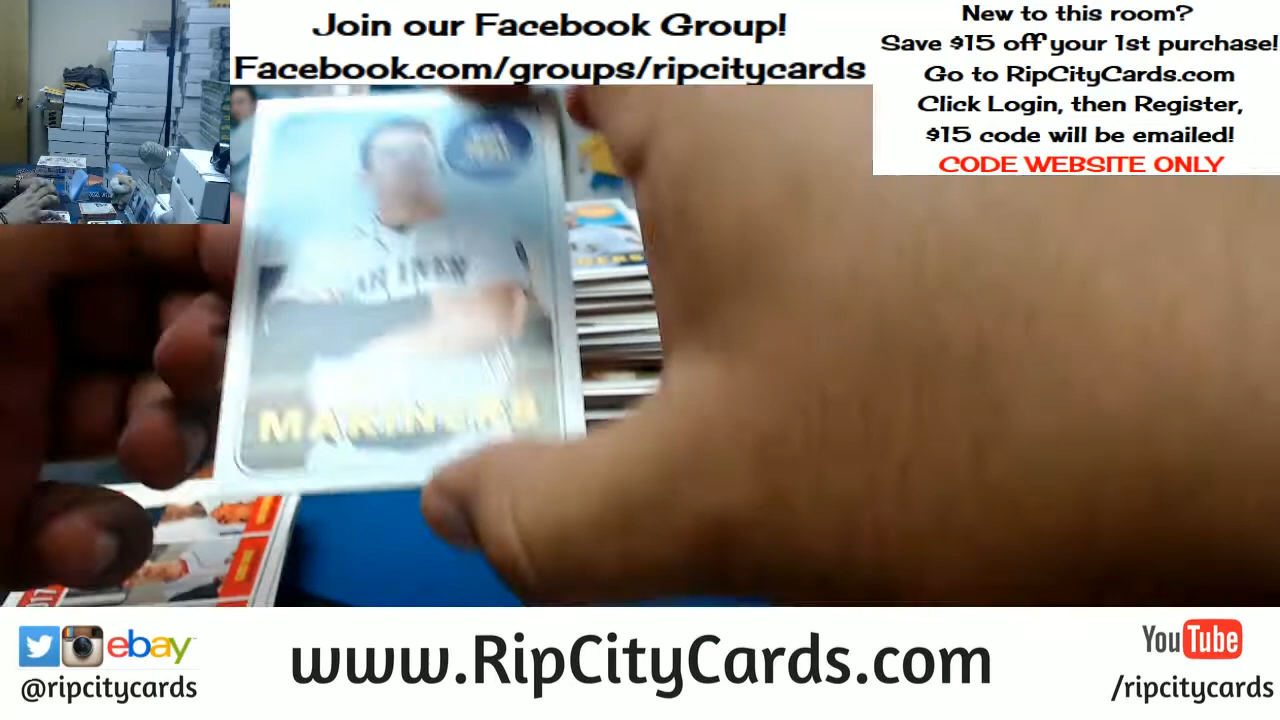 Join our Facebook Group!
Facebook.com/groups/ripcitycards
New to this room?
Save $15 off your 1st purchase!
Go to RipCityCards.com
Click Login, then Register,
$15 code will be emailed!
CODE WEBSITE ONLY
MARINERS
ebay
@ripcitycards
www.RipCityCards.com
YouTube
/ripcitycards